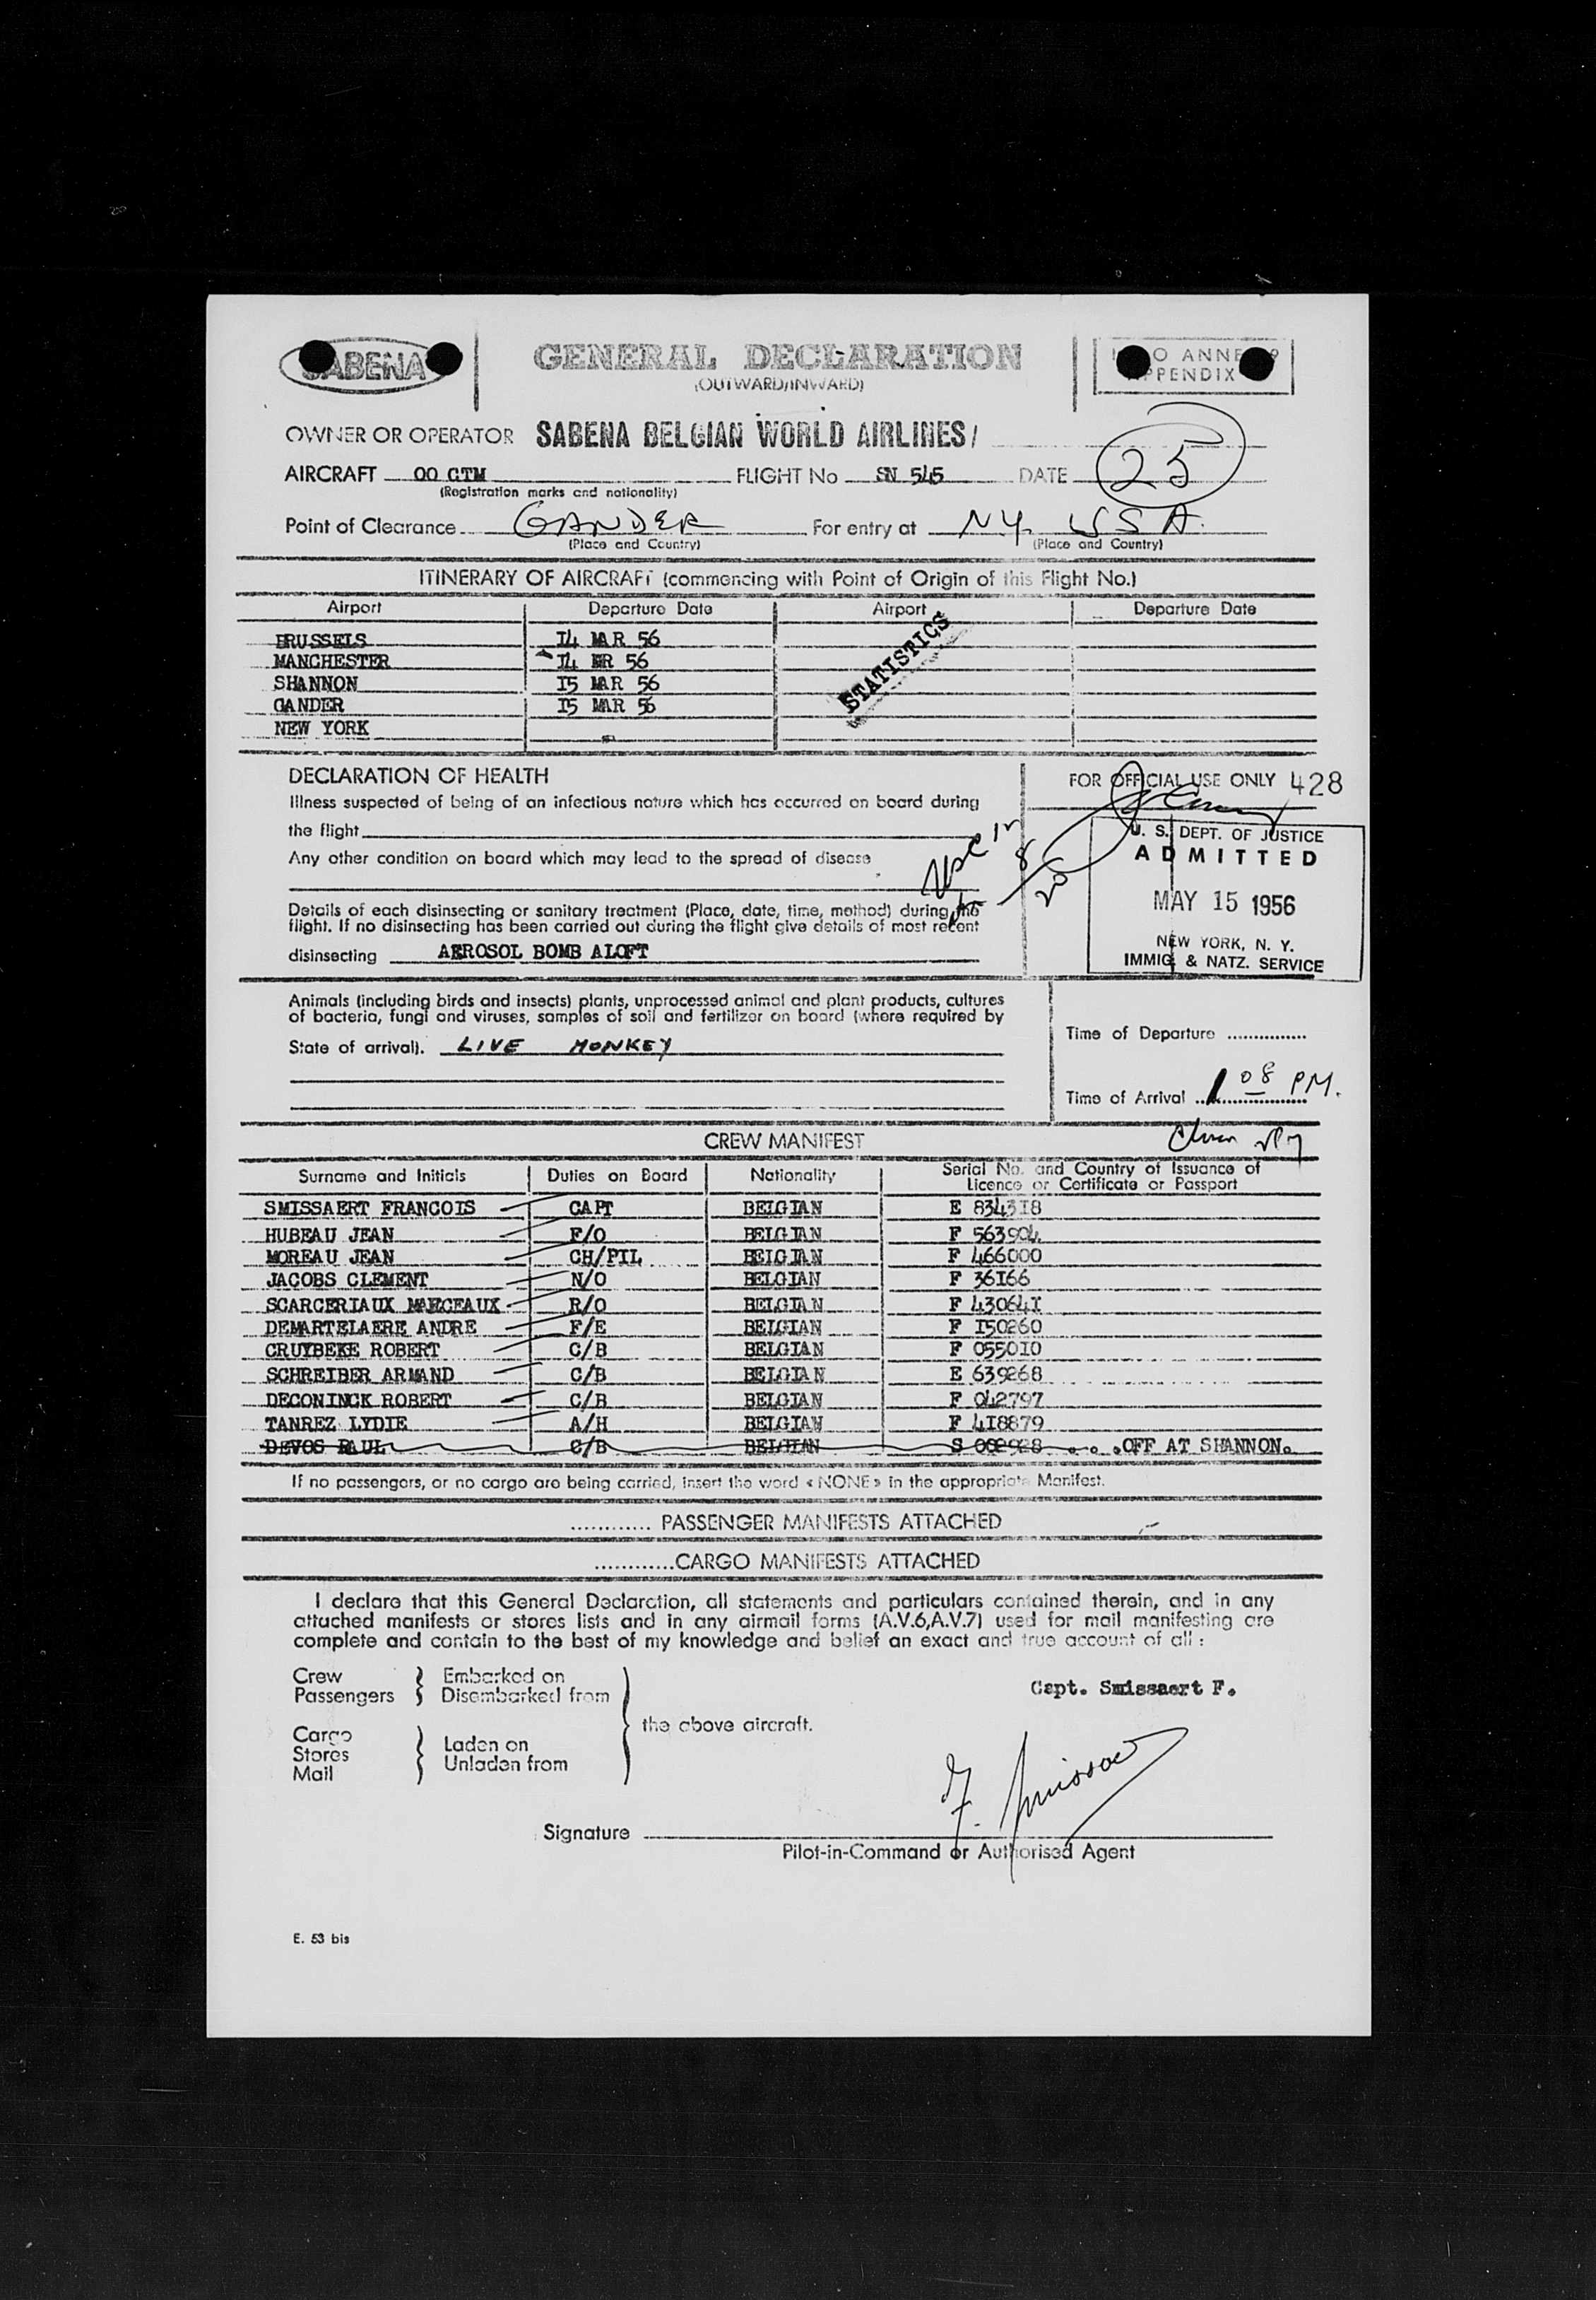 SABENA
GENERAL DECLARATION
(OUTWARD/INWARD)
O ANNE 9
PPENDIX
OWNER OR OPERATOR SABENA BELGIAN WORLD AIRLINES/
AIRCRAFT OO CTM FLIGHT No SN 545 DATE 25
(Registration marks and nationality)
Point of Clearance GANDER For entry at N.Y. USA.
(Place and Country) (Place and Country)
ITINERARY OF AIRCRAFT (commencing with Point of Origin of this Flight No.)
Airport Departure Date Airport Departure Date
BRUSSELS I4 MAR 56
MANCHESTER I4 MR 56
SHANNON I5 MAR 56
GANDER I5 MAR 56
NEW YORK
STATISTICS
DECLARATION OF HEALTH
Illness suspected of being of an infectious nature which has occurred on board during
the flight
Any other condition on board which may lead to the spread of disease
Details of each disinsecting or sanitary treatment (Place, date, time, method) during the
flight. If no disinsecting has been carried out during the flight give details of most recent
disinsecting AEROSOL BOMB ALOFT
FOR OFFICIAL USE ONLY 428
U. S. DEPT. OF JUSTICE
ADMITTED
MAY 15 1956
NEW YORK, N. Y.
IMMIG. & NATZ. SERVICE
Animals (including birds and insects) plants, unprocessed animal and plant products, cultures
of bacteria, fungi and viruses, samples of soil and fertilizer on board (where required by
State of arrival). LIVE MONKEY
Time of Departure
Time of Arrival 1 08 PM.
CREW MANIFEST
Surname and Initials Duties on Board Nationality Serial No. and Country of Issuance of
Licence or Certificate or Passport
SMISSAERT FRANCOIS CAPT BELGIAN E 8343I8
HUBEAU JEAN F/O BELGIAN F 563904
MOREAU JEAN CH/PIL BELGIAN F 466000
JACOBS CLEMENT N/O BELGIAN F 36I66
SCARCERIAUX MARCEAUX R/O BELGIAN F 43064I
DEMARTELAERE ANDRE F/E BELGIAN F I50260
CRUYBEKE ROBERT C/B BELGIAN F 0550I0
SCHREIBER ARMAND C/B BELGIAN E 639268
DECONINCK ROBERT C/B BELGIAN F 042797
TANREZ LYDIE A/H BELGIAN F 4I8879
DEVOS PAUL C/B BELGIAN S 002928 . . .OFF AT SHANNON.
If no passengers, or no cargo are being carried, insert the word « NONE » in the appropriate Manifest.
............ PASSENGER MANIFESTS ATTACHED
............CARGO MANIFESTS ATTACHED
I declare that this General Declaration, all statements and particulars contained therein, and in any
attached manifests or stores lists and in any airmail forms (A.V.6,A.V.7) used for mail manifesting are
complete and contain to the best of my knowledge and belief an exact and true account of all :
Crew Embarked on
Passengers Disembarked from
the above aircraft.
Cargo
Stores Laden on
Mail Unladen from
Capt. Smissaert F.
F. Smissaer
Signature
Pilot-in-Command or Authorised Agent
E. 53 bis